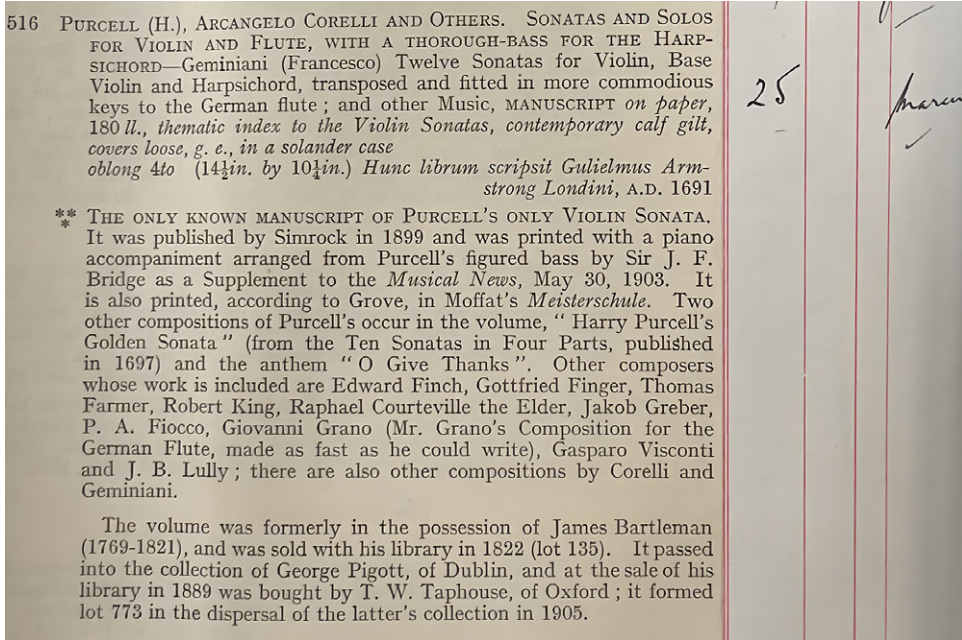 516 PURCELL (H.), ARCANGELO CORELLI AND OTHERS. SONATAS AND SOLOS
FOR VIOLIN AND FLUTE, WITH A THOROUGH-BASS FOR THE HARP-
SICHORD—Geminiani (Francesco) Twelve Sonatas for Violin, Base
Violin and Harpsichord, transposed and fitted in more commodious
keys to the German flute ; and other Music, MANUSCRIPT on paper,
180 ll., thematic index to the Violin Sonatas, contemporary calf gilt,
covers loose, g. e., in a solander case
oblong 4to (14½in. by 10¼in.) Hunc librum scripsit Gulielmus Arm-
strong Londini, A.D. 1691
25
*** THE ONLY KNOWN MANUSCRIPT OF PURCELL'S ONLY VIOLIN SONATA.
It was published by Simrock in 1899 and was printed with a piano
accompaniment arranged from Purcell's figured bass by Sir J. F.
Bridge as a Supplement to the Musical News, May 30, 1903. It
is also printed, according to Grove, in Moffat's Meisterschule. Two
other compositions of Purcell's occur in the volume, " Harry Purcell's
Golden Sonata " (from the Ten Sonatas in Four Parts, published
in 1697) and the anthem " O Give Thanks ". Other composers
whose work is included are Edward Finch, Gottfried Finger, Thomas
Farmer, Robert King, Raphael Courteville the Elder, Jakob Greber,
P. A. Fiocco, Giovanni Grano (Mr. Grano's Composition for the
German Flute, made as fast as he could write), Gasparo Visconti
and J. B. Lully ; there are also other compositions by Corelli and
Geminiani.
The volume was formerly in the possession of James Bartleman
(1769-1821), and was sold with his library in 1822 (lot 135). It passed
into the collection of George Pigott, of Dublin, and at the sale of his
library in 1889 was bought by T. W. Taphouse, of Oxford ; it formed
lot 773 in the dispersal of the latter's collection in 1905.